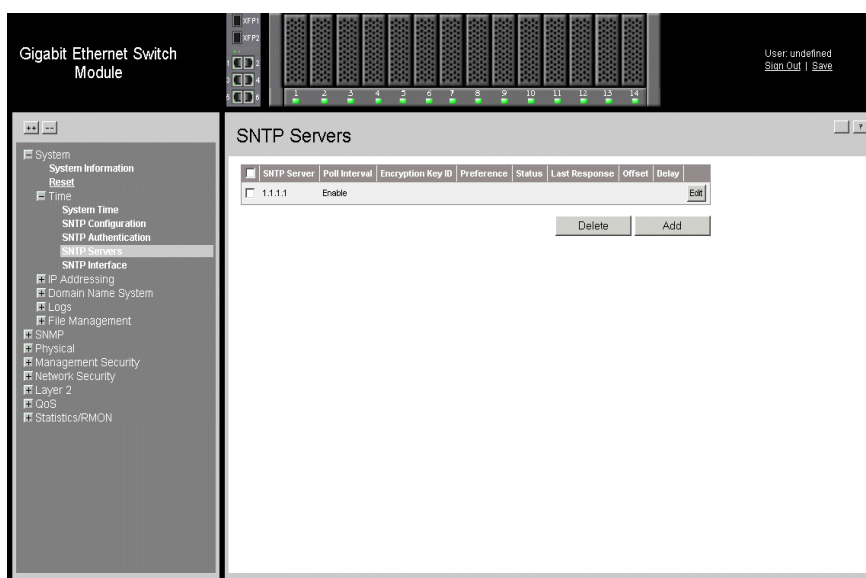 Gigabit Ethernet Switch
Module
XFP1
XFP2
1 2
3 4
5 6
1 2 3 4 5 6 7 8 9 10 11 12 13 14
User: undefined
Sign Out | Save
++ --
System
System Information
Reset
Time
System Time
SNTP Configuration
SNTP Authentication
SNTP Servers
SNTP Interface
IP Addressing
Domain Name System
Logs
File Management
SNMP
Physical
Management Security
Network Security
Layer 2
QoS
Statistics/RMON
SNTP Servers
?
SNTP Server Poll Interval Encryption Key ID Preference Status Last Response Offset Delay
1.1.1.1 Enable Edit
Delete Add